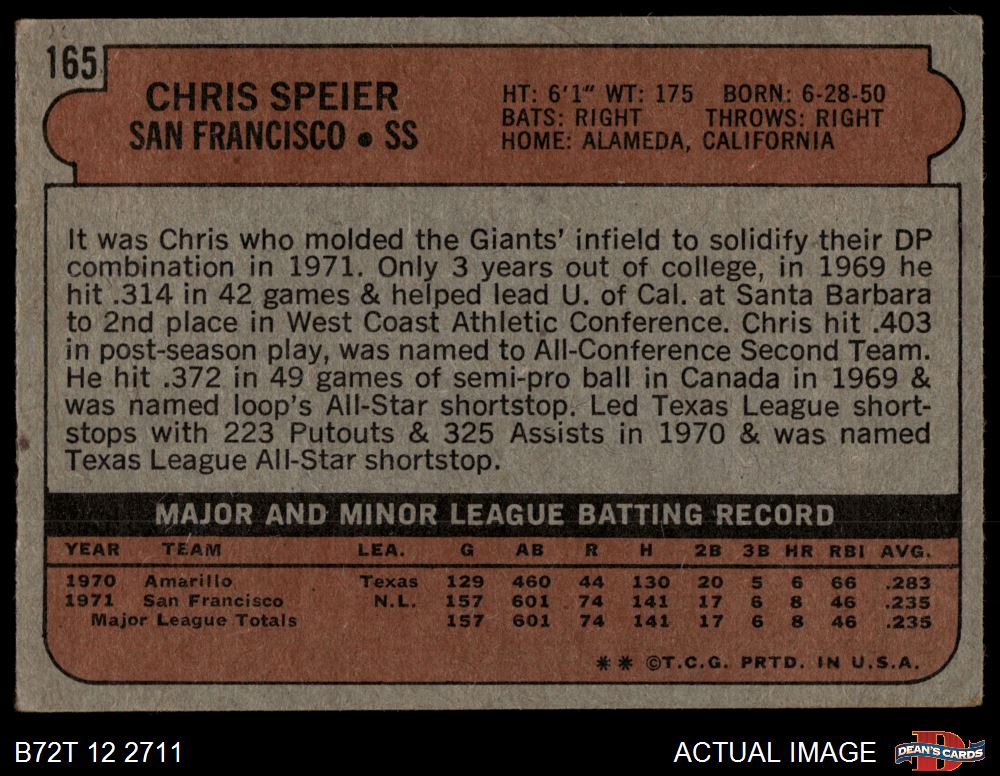 165
CHRIS SPEIER
SAN FRANCISCO • SS
HT: 6'1" WT: 175 BORN: 6-28-50
BATS: RIGHT THROWS: RIGHT
HOME: ALAMEDA, CALIFORNIA
It was Chris who molded the Giants' infield to solidify their DP
combination in 1971. Only 3 years out of college, in 1969 he
hit .314 in 42 games & helped lead U. of Cal. at Santa Barbara
to 2nd place in West Coast Athletic Conference. Chris hit .403
in post-season play, was named to All-Conference Second Team.
He hit .372 in 49 games of semi-pro ball in Canada in 1969 &
was named loop's All-Star shortstop. Led Texas League short-
stops with 223 Putouts & 325 Assists in 1970 & was named
Texas League All-Star shortstop.
MAJOR AND MINOR LEAGUE BATTING RECORD
YEAR TEAM LEA. G AB R H 2B 3B HR RBI AVG.
1970 Amarillo Texas 129 460 44 130 20 5 6 66 .283
1971 San Francisco N.L. 157 601 74 141 17 6 8 46 .235
Major League Totals 157 601 74 141 17 6 8 46 .235
** ©T.C.G. PRTD. IN U.S.A.
B72T 12 2711
ACTUAL IMAGE
D
DEAN'S CARDS